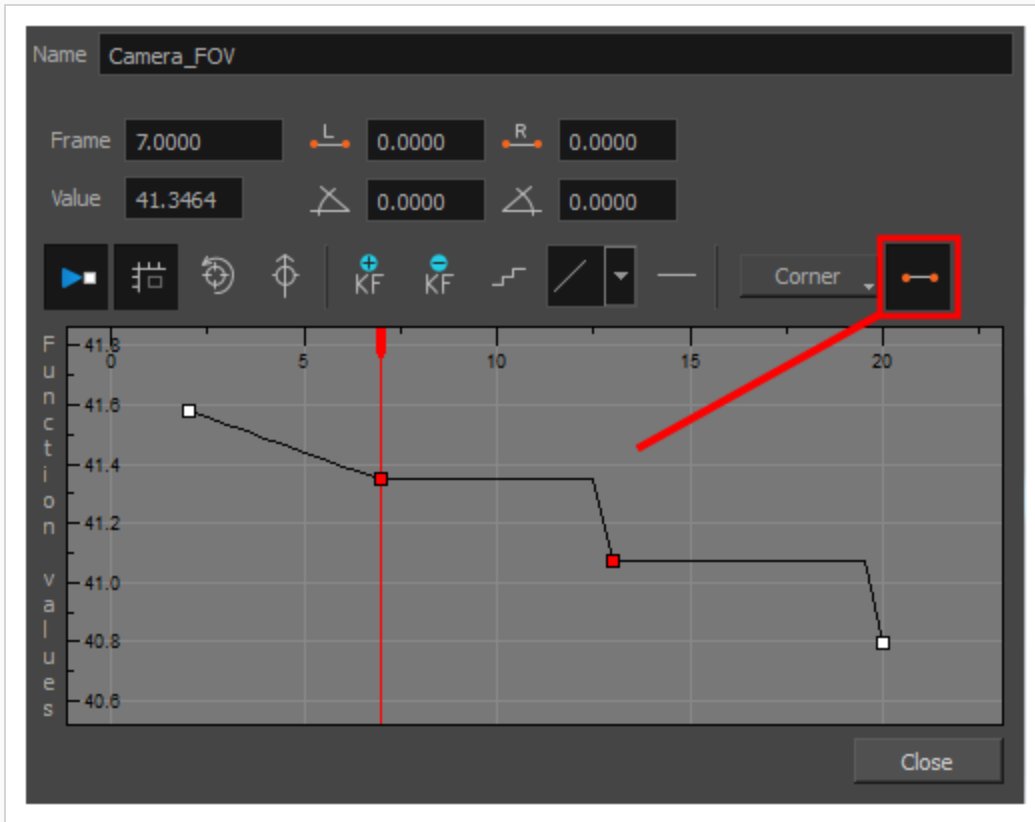 Name Camera_FOV
Frame 7.0000 L 0.0000 R 0.0000
Value 41.3464 0.0000 0.0000
KF KF Corner
Function values
41.8
0 5 10 15 20
41.6
41.4
41.2
41.0
40.8
40.6
Close